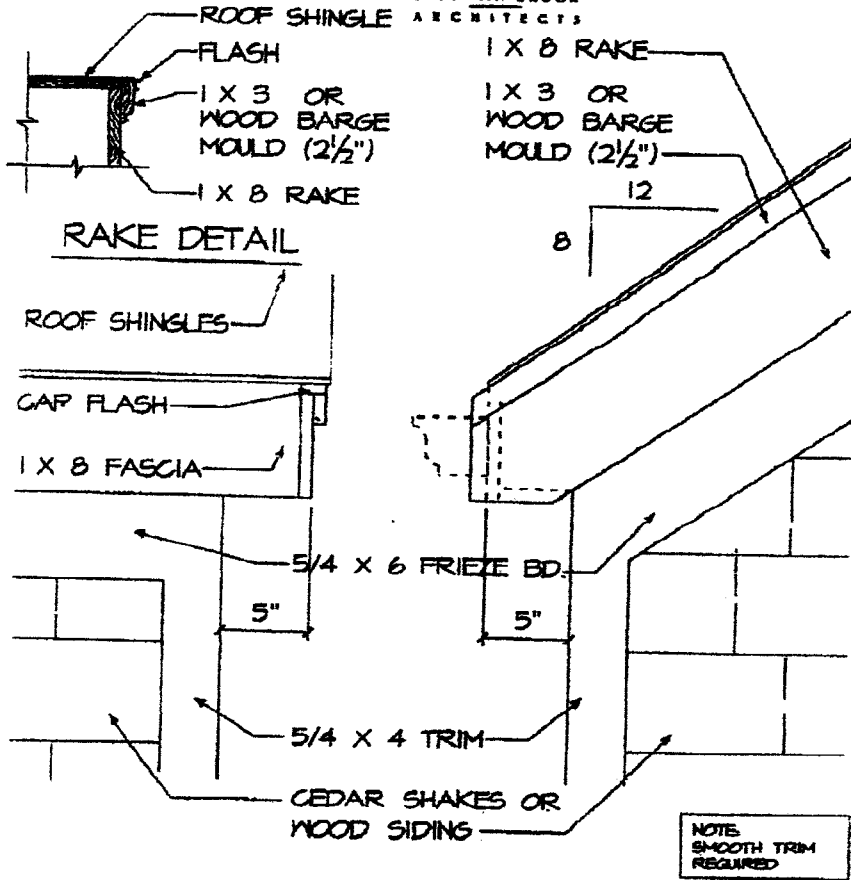 ROOF SHINGLE
ARCHITECTS
FLASH
1 X 3 OR
WOOD BARGE
MOULD (2½")
1 X 8 RAKE
RAKE DETAIL
1 X 8 RAKE
1 X 3 OR
WOOD BARGE
MOULD (2½")
12
8
ROOF SHINGLES
CAP FLASH
1 X 8 FASCIA
5/4 X 6 FRIEZE BD.
5"
5"
5/4 X 4 TRIM
CEDAR SHAKES OR
WOOD SIDING
NOTE
SMOOTH TRIM
REQUIRED